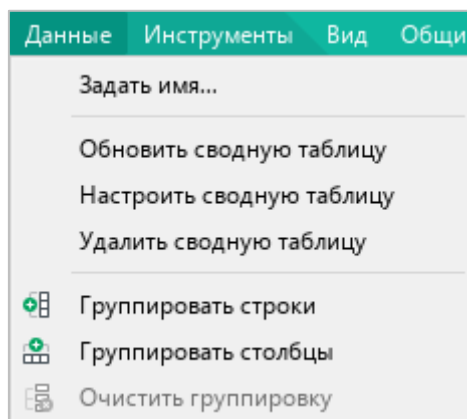 Данные Инструменты Вид Общи
Задать имя...
Обновить сводную таблицу
Настроить сводную таблицу
Удалить сводную таблицу
Группировать строки
Группировать столбцы
Очистить группировку